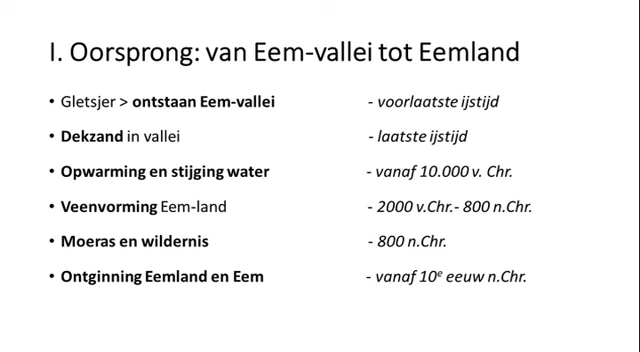 I. Oorsprong: van Eem-vallei tot Eemland
• Gletsjer > ontstaan Eem-vallei - voorlaatste ijstijd
• Dekzand in vallei - laatste ijstijd
• Opwarming en stijging water - vanaf 10.000 v. Chr.
• Veenvorming Eem-land - 2000 v.Chr.- 800 n.Chr.
• Moeras en wildernis - 800 n.Chr.
• Ontginning Eemland en Eem - vanaf 10e eeuw n.Chr.